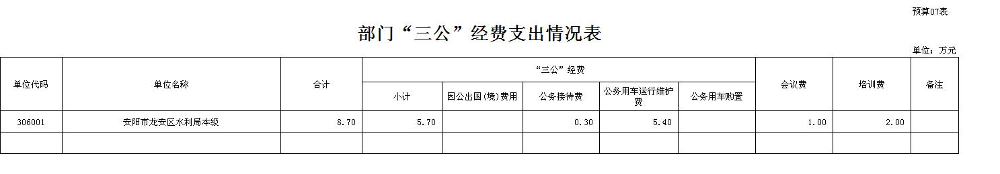 预算07表
部门“三公”经费支出情况表
单位：万元
单位代码 单位名称 合计 “三公”经费 会议费 培训费 备注
小计 因公出国(境)费用 公务接待费 公务用车运行维护费 公务用车购置
306001 安阳市龙安区水利局本级 8.70 5.70 0.30 5.40 1.00 2.00